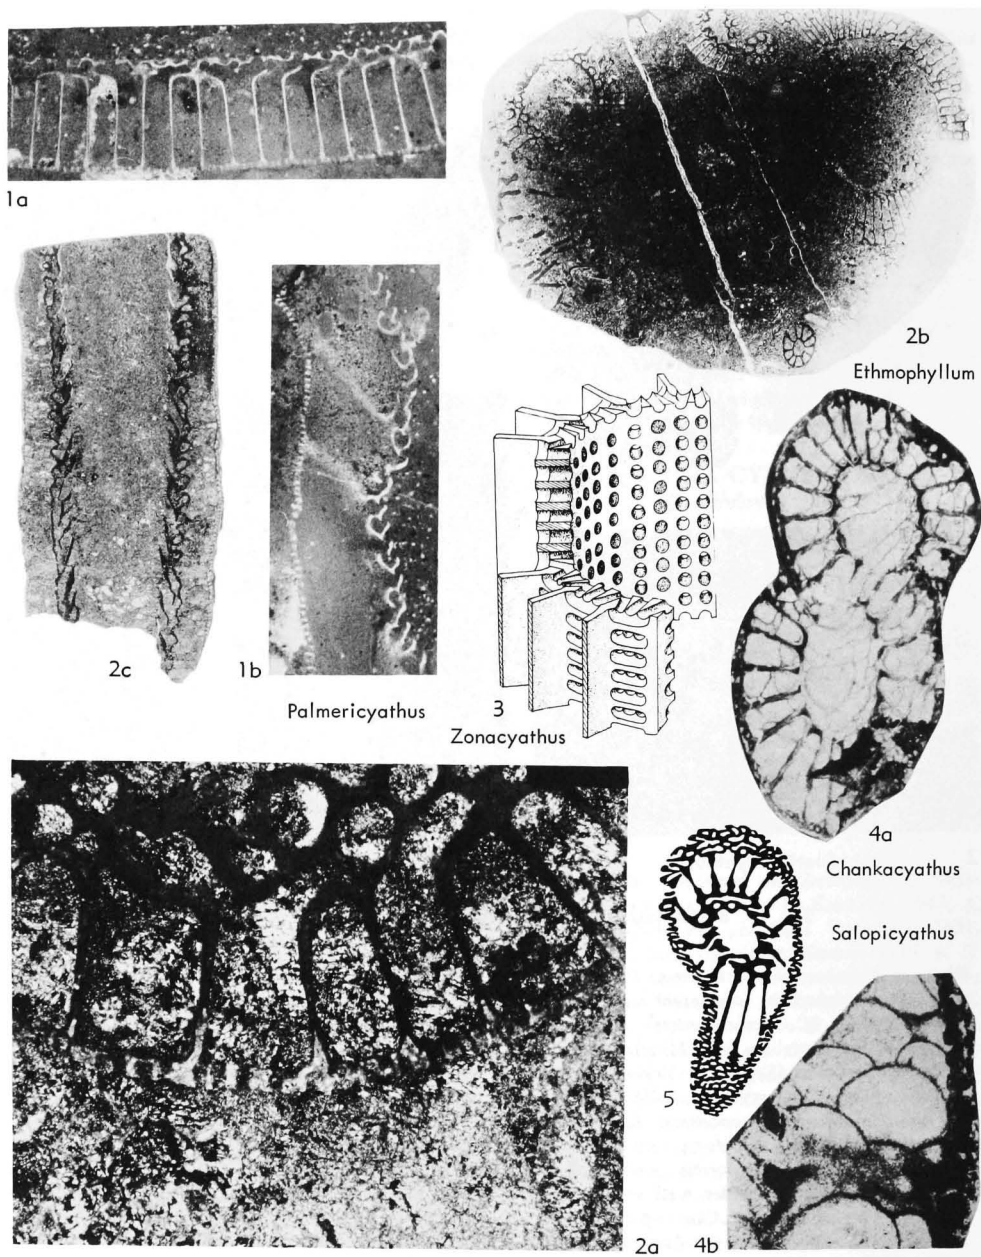 1a
2b
Ethmophyllum
2c
1b
Palmericyathus
3
Zonacyathus
4a
Chankacyathus
Salopicyathus
5
2a
4b